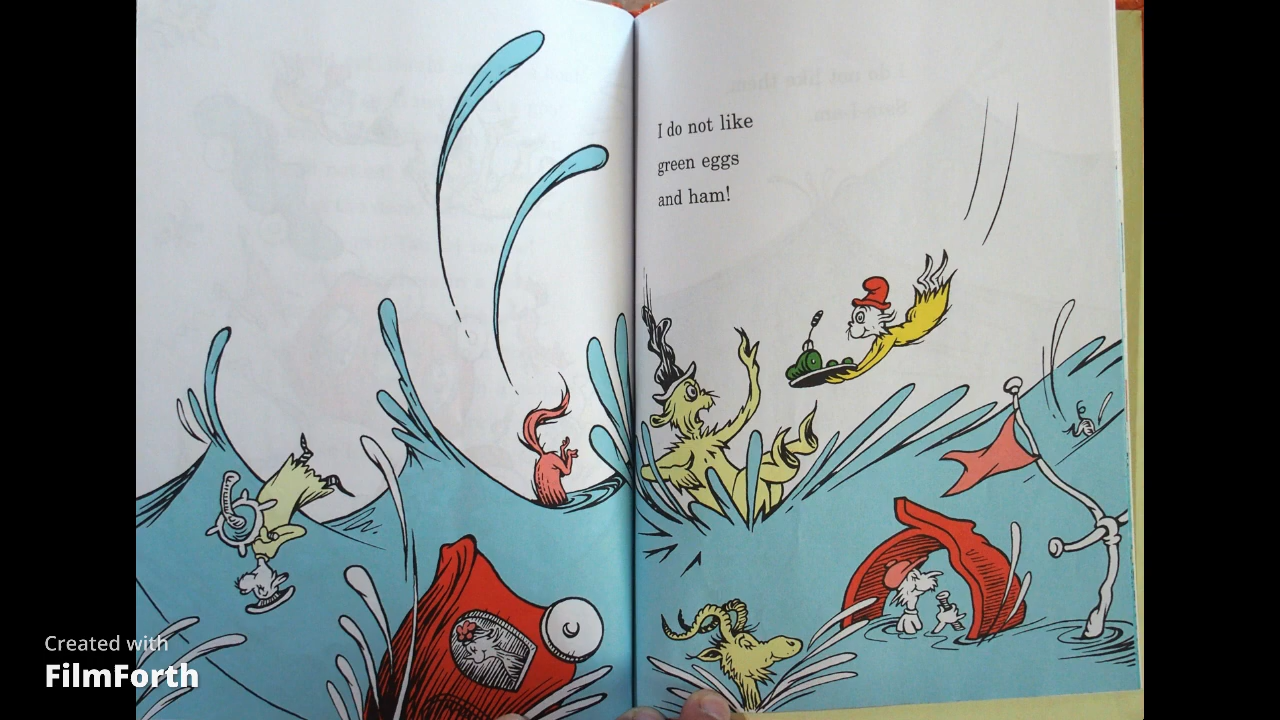 I do not like
green eggs
and ham!
Created with
FilmForth